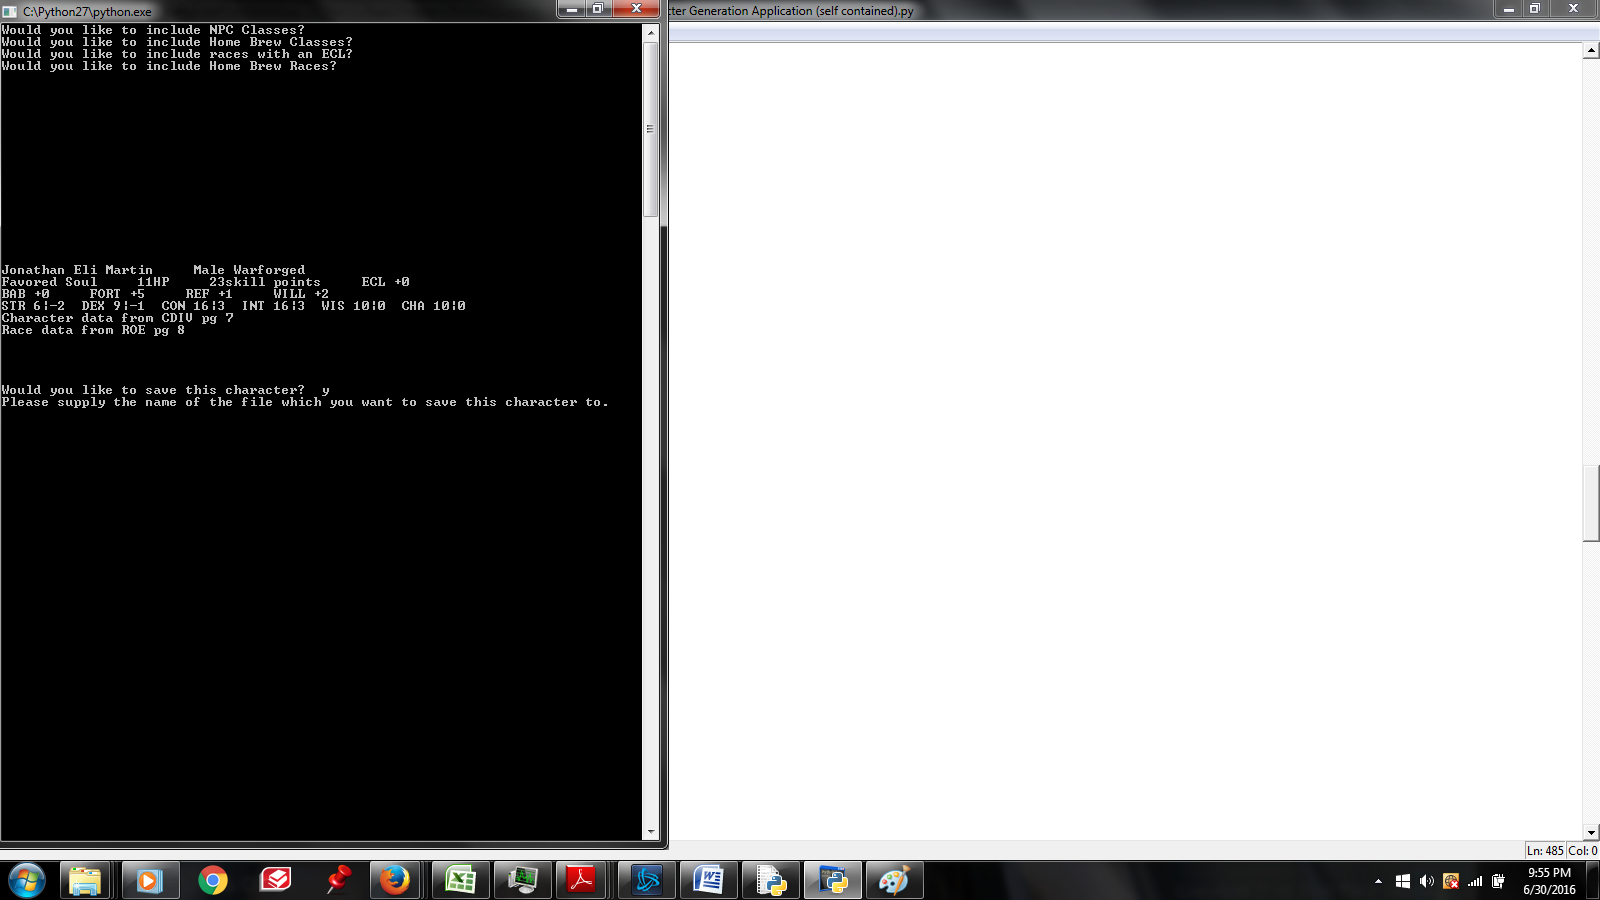 C:\Python27\python.exe
cter Generation Application (self contained).py
Would you like to include NPC Classes?
Would you like to include Home Brew Classes?
Would you like to include races with an ECL?
Would you like to include Home Brew Races?
Jonathan Eli Martin     Male Warforged
Favored Soul     11HP     23skill points     ECL +0
BAB +0     FORT +5     REF +1     WILL +2
STR 6¦-2  DEX 9¦-1  CON 16¦3  INT 16¦3  WIS 10¦0  CHA 10¦0
Character data from CDIV pg 7
Race data from ROE pg 8
Would you like to save this character?  y
Please supply the name of the file which you want to save this character to.
Ln: 485 Col: 0
9:55 PM
6/30/2016